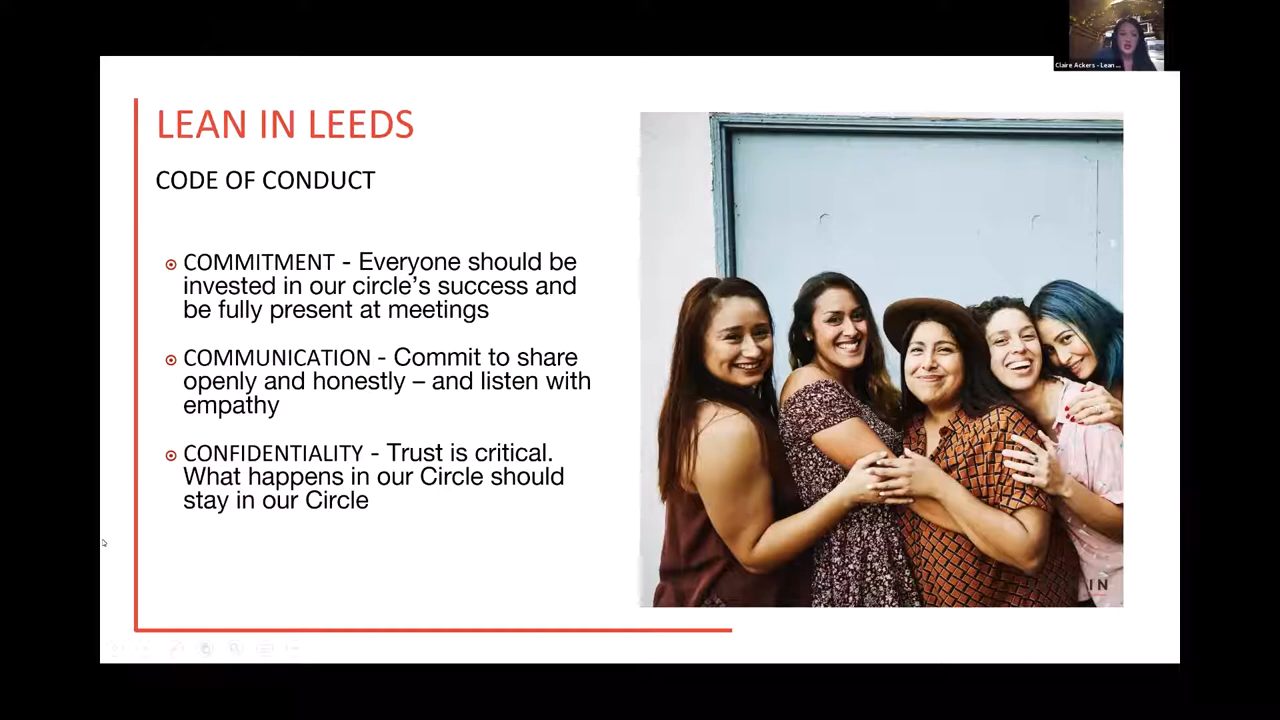 Claire Ackers - Lean ...
LEAN IN LEEDS
CODE OF CONDUCT
COMMITMENT - Everyone should be
invested in our circle’s success and
be fully present at meetings
COMMUNICATION - Commit to share
openly and honestly – and listen with
empathy
CONFIDENTIALITY - Trust is critical.
What happens in our Circle should
stay in our Circle
IN